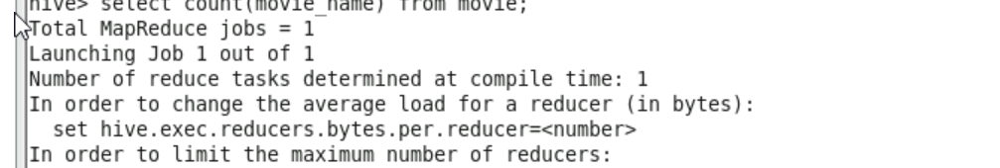 hive> select count(movie_name) from movie;
Total MapReduce jobs = 1
Launching Job 1 out of 1
Number of reduce tasks determined at compile time: 1
In order to change the average load for a reducer (in bytes):
  set hive.exec.reducers.bytes.per.reducer=<number>
In order to limit the maximum number of reducers: